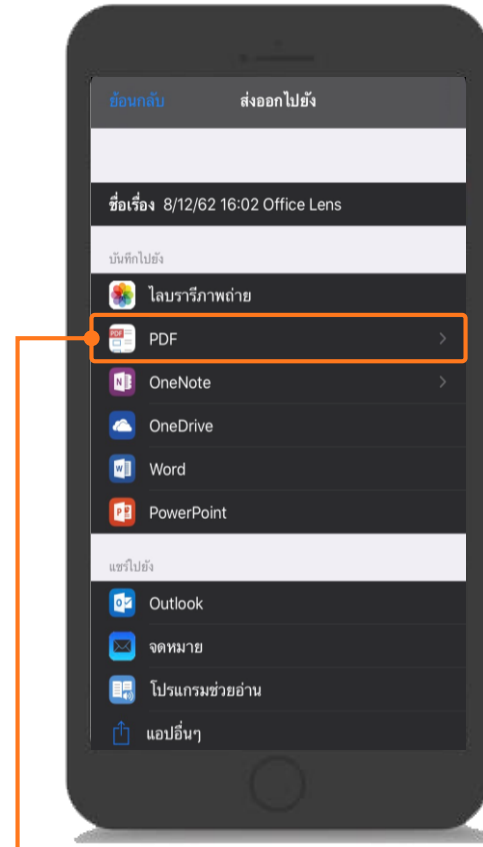 ย้อนกลับ ส่งออกไปยัง
ชื่อเรื่อง 8/12/62 16:02 Office Lens
บันทึกไปยัง
ไลบรารีภาพถ่าย
PDF
PDF
OneNote
OneDrive
Word
PowerPoint
แชร์ไปยัง
Outlook
จดหมาย
โปรแกรมช่วยอ่าน
แอปอื่นๆ